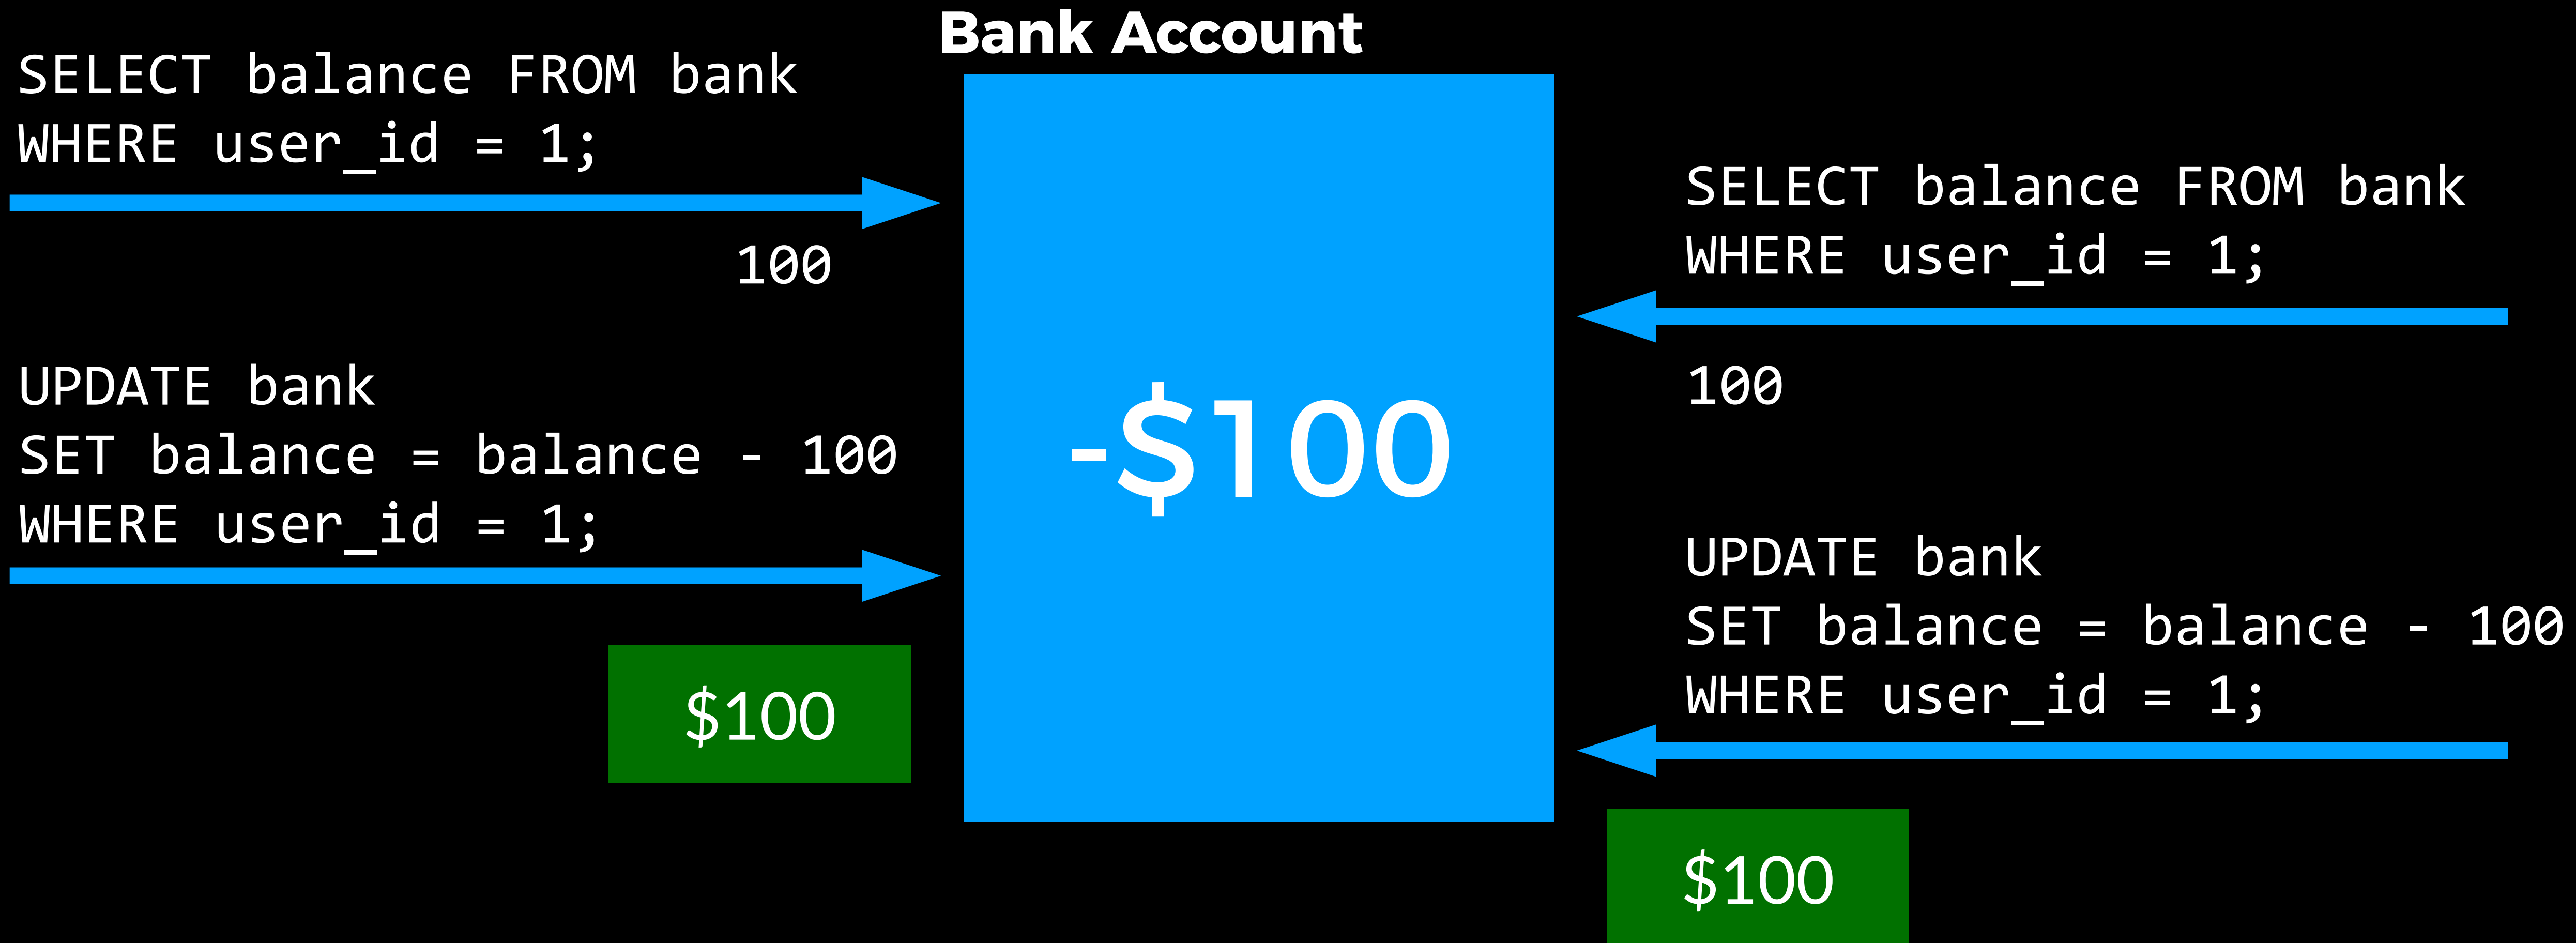 Bank Account
SELECT balance FROM bank
WHERE user_id = 1;
100
UPDATE bank
SET balance = balance - 100
WHERE user_id = 1;
$100
-$100
SELECT balance FROM bank
WHERE user_id = 1;
100
UPDATE bank
SET balance = balance - 100
WHERE user_id = 1;
$100